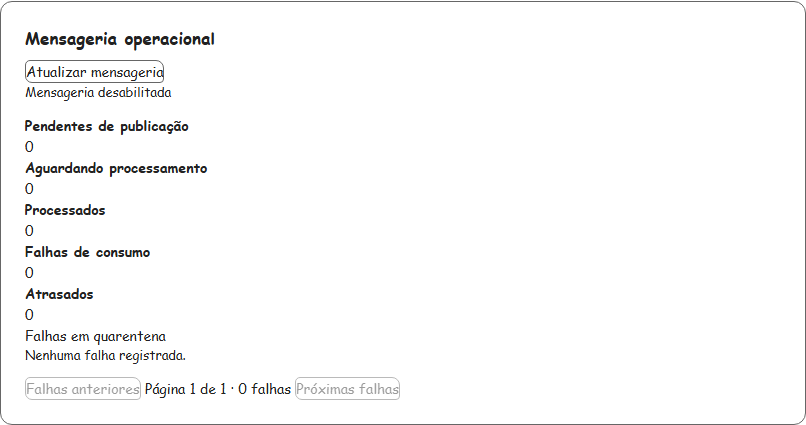 Mensageria operacional
Atualizar mensageria
Mensageria desabilitada
Pendentes de publicação
0
Aguardando processamento
0
Processados
0
Falhas de consumo
0
Atrasados
0
Falhas em quarentena
Nenhuma falha registrada.
Falhas anteriores Página 1 de 1 · 0 falhas Próximas falhas